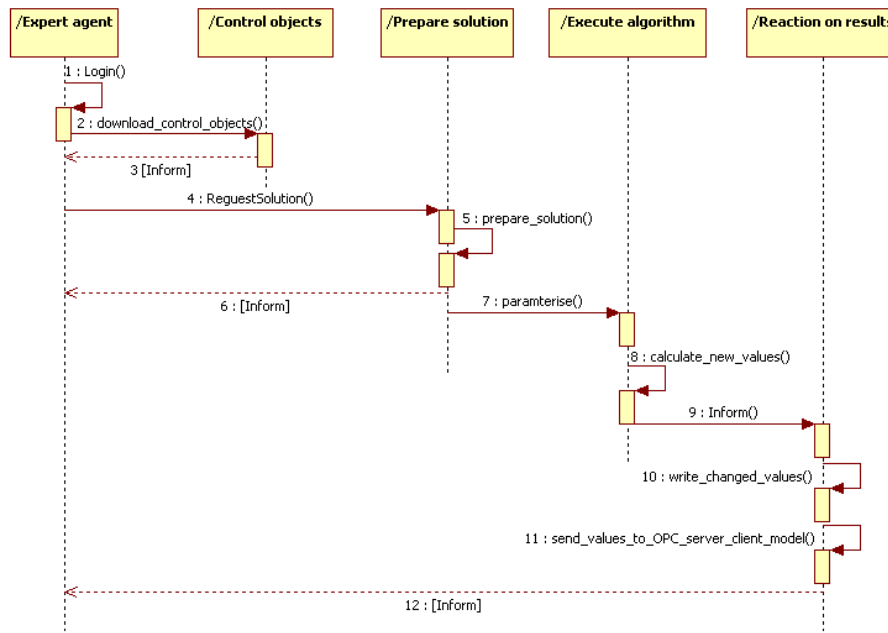 /Expert agent
/Control objects
/Prepare solution
/Execute algorithm
/Reaction on results
1 : Login()
2 : download_control_objects()
3 [Inform]
4 : ReguestSolution()
5 : prepare_solution()
6 : [Inform]
7 : paramterise()
8 : calculate_new_values()
9 : Inform()
10 : write_changed_values()
11 : send_values_to_OPC_server_client_model()
12 : [Inform]